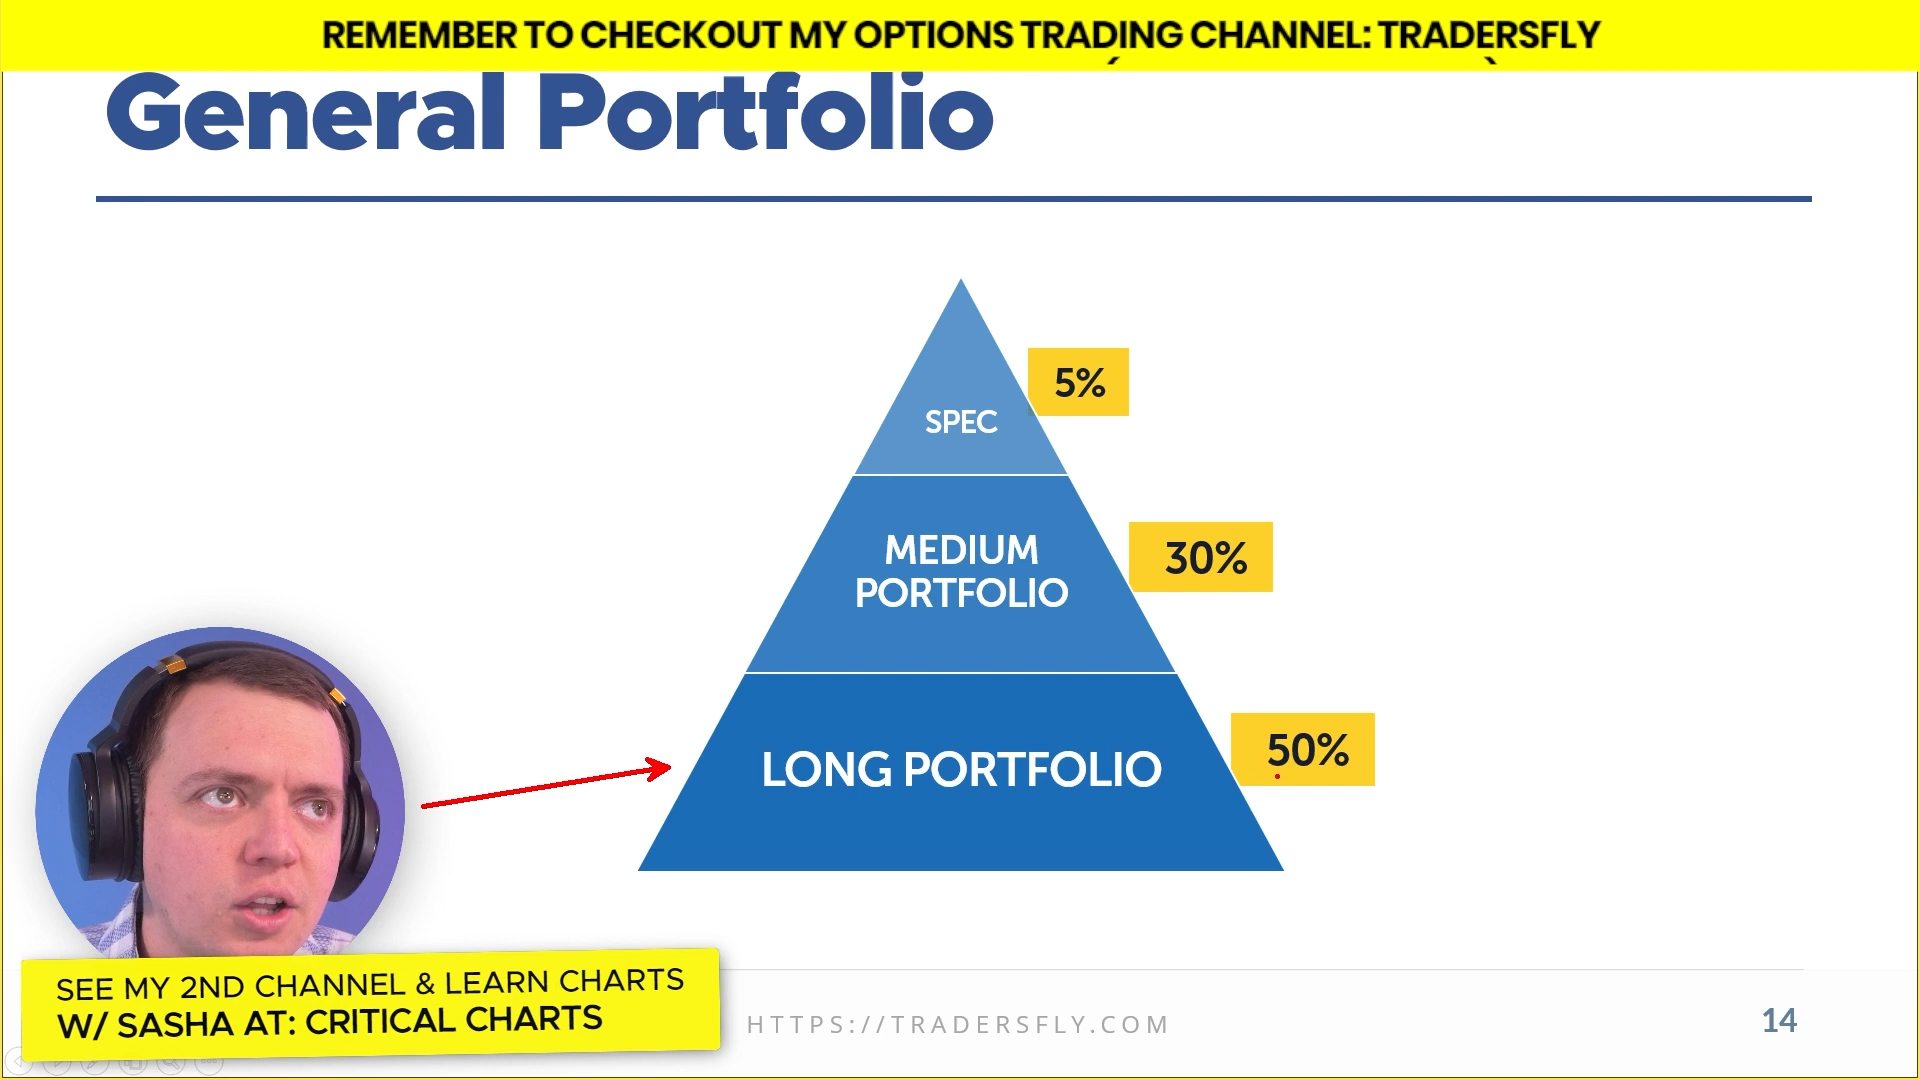 REMEMBER TO CHECKOUT MY OPTIONS TRADING CHANNEL: TRADERSFLY
General Portfolio
5%
SPEC
MEDIUM
PORTFOLIO
30%
LONG PORTFOLIO
50%
SEE MY 2ND CHANNEL & LEARN CHARTS
W/ SASHA AT: CRITICAL CHARTS
HTTPS://TRADERSFLY.COM
14